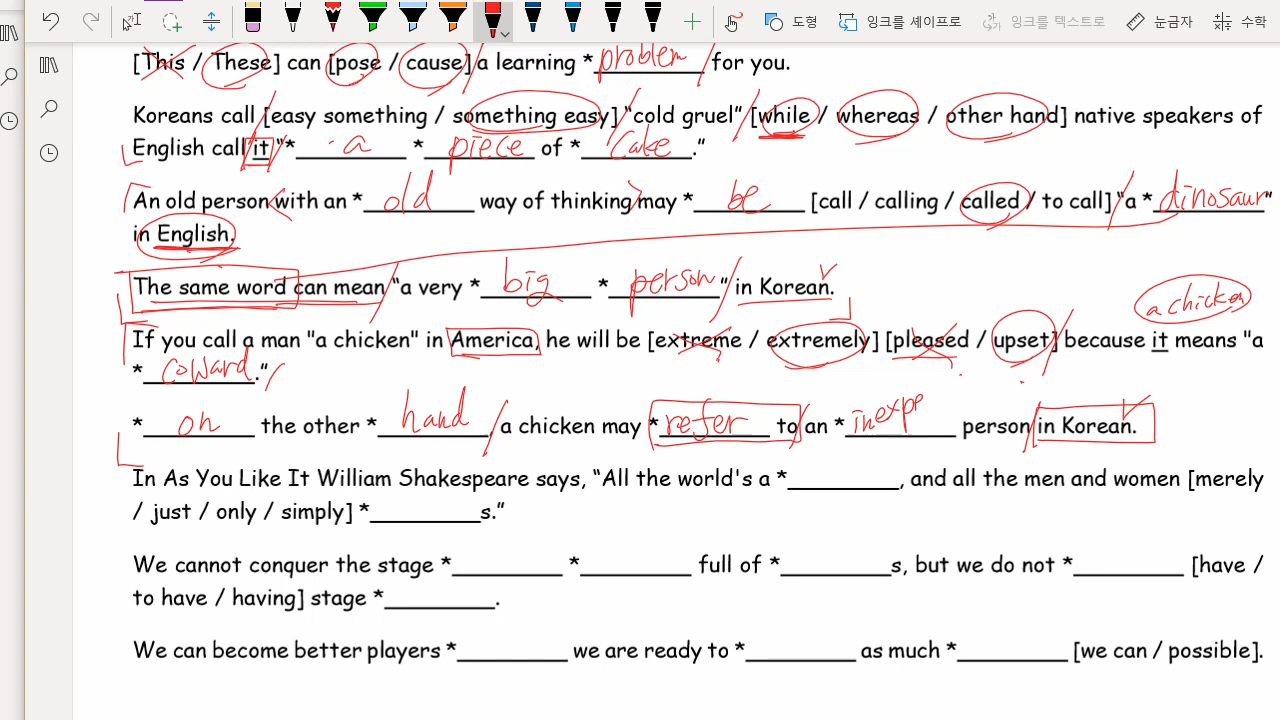 도형 잉크를 셰이프로 잉크를 텍스트로 눈금자 수학
[This / These] can [pose / cause] a learning *problem for you.
a chicken
Koreans call [easy something / something easy] "cold gruel" [while / whereas / other hand] native speakers of
English call it "*a *piece of *cake."
An old person with an *old way of thinking may *be [call / calling / called / to call] "a *dinosaur"
in English.
The same word can mean "a very *big *person" in Korean.
If you call a man "a chicken" in America, he will be [extreme / extremely] [pleased / upset] because it means "a
*coward."
*on the other *hand, a chicken may *refer to an *inexpe person in Korean.
In As You Like It William Shakespeare says, “All the world's a *________, and all the men and women [merely
/ just / only / simply] *________s.”
We cannot conquer the stage *________ *________ full of *________s, but we do not *________ [have /
to have / having] stage *________.
We can become better players *________ we are ready to *________ as much *________ [we can / possible].